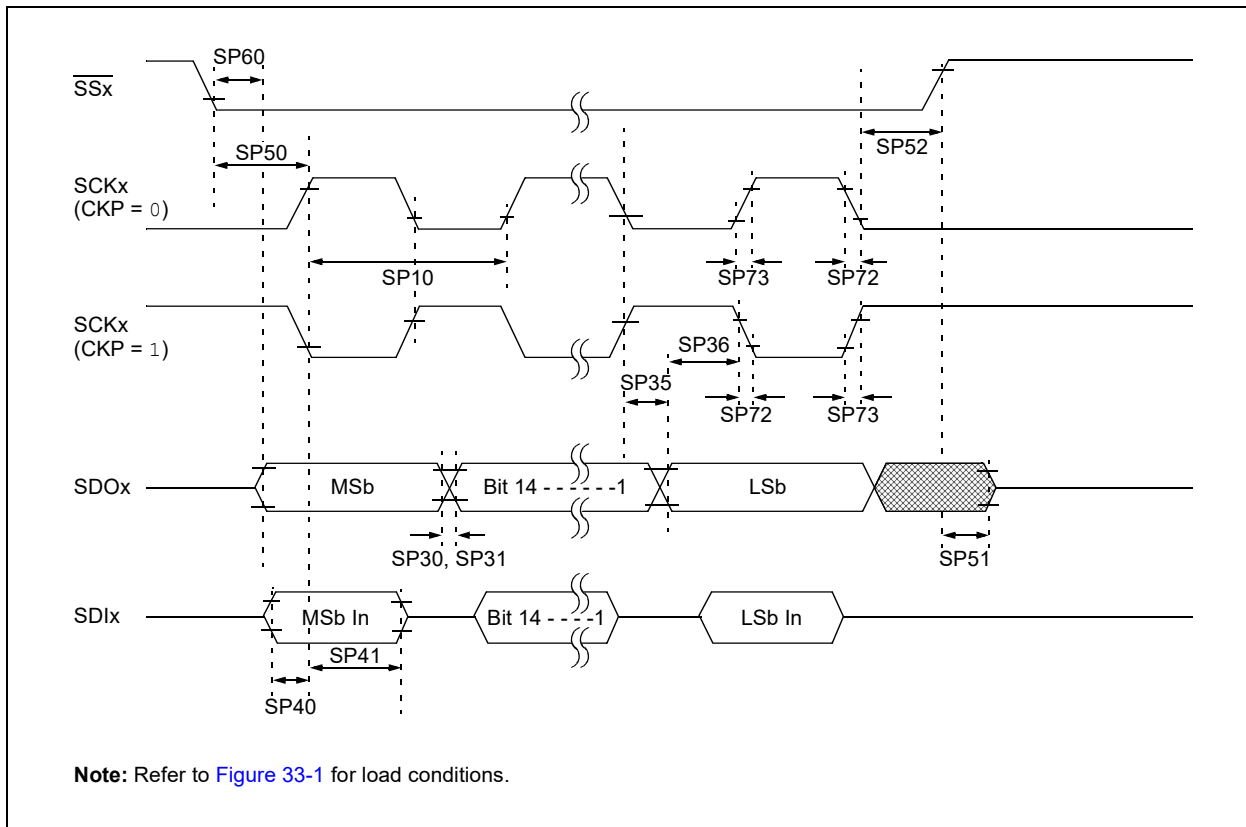 SP60
SSx
SP50
SP52
SCKx
(CKP = 0)
SP10
SP73
SP72
SCKx
(CKP = 1)
SP36
SP35
SP72
SP73
SDOx
MSb
Bit 14 - - - - - -1
LSb
SP30, SP31
SP51
SDIx
MSb In
Bit 14 - - - -1
LSb In
SP41
SP40
Note: Refer to Figure 33-1 for load conditions.